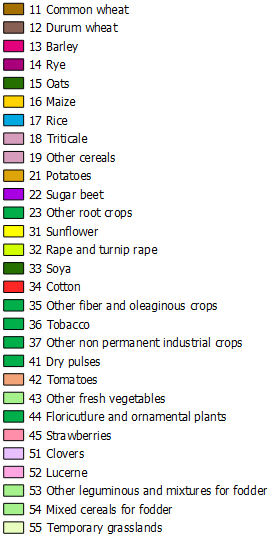 11 Common wheat
12 Durum wheat
13 Barley
14 Rye
15 Oats
16 Maize
17 Rice
18 Triticale
19 Other cereals
21 Potatoes
22 Sugar beet
23 Other root crops
31 Sunflower
32 Rape and turnip rape
33 Soya
34 Cotton
35 Other fiber and oleaginous crops
36 Tobacco
37 Other non permanent industrial crops
41 Dry pulses
42 Tomatoes
43 Other fresh vegetables
44 Floricutlure and ornamental plants
45 Strawberries
51 Clovers
52 Lucerne
53 Other leguminous and mixtures for fodder
54 Mixed cereals for fodder
55 Temporary grasslands